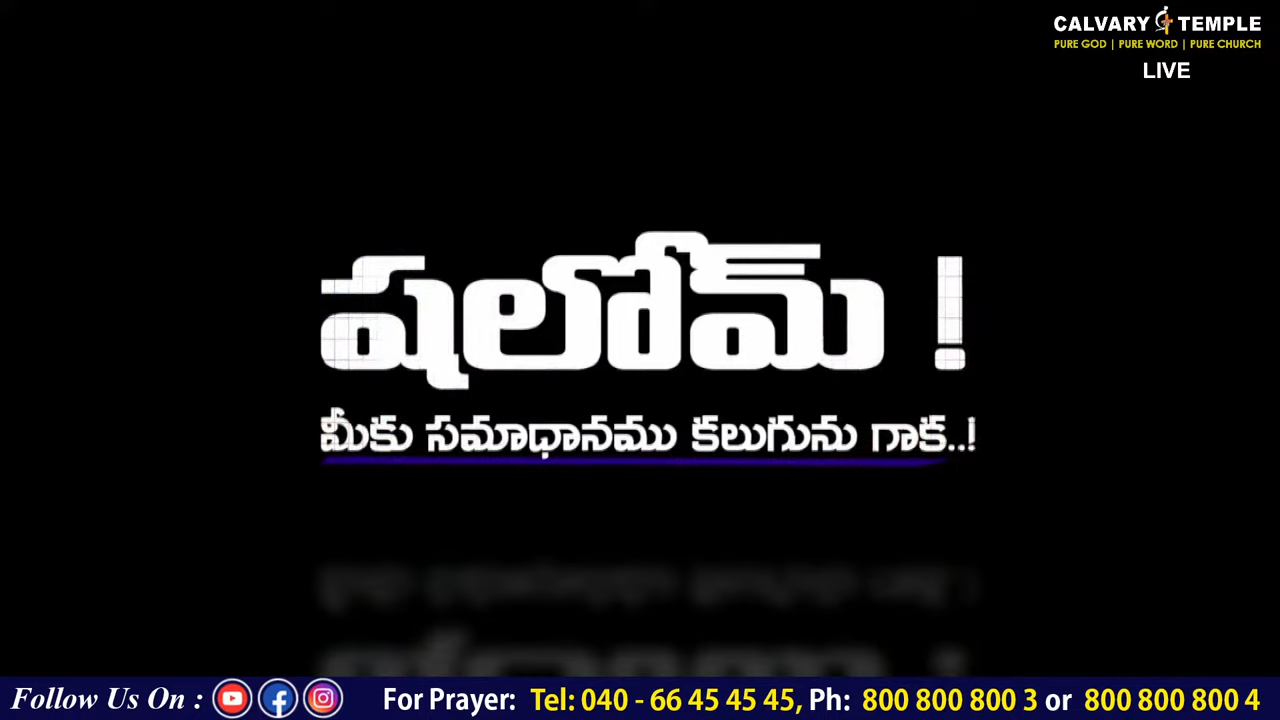 CALVARY TEMPLE
PURE GOD | PURE WORD | PURE CHURCH
LIVE
షలోమ్ !
మీకు సమాధానము కలుగును గాక..!
Follow Us On :
For Prayer: Tel: 040 - 66 45 45 45, Ph: 800 800 800 3 or 800 800 800 4